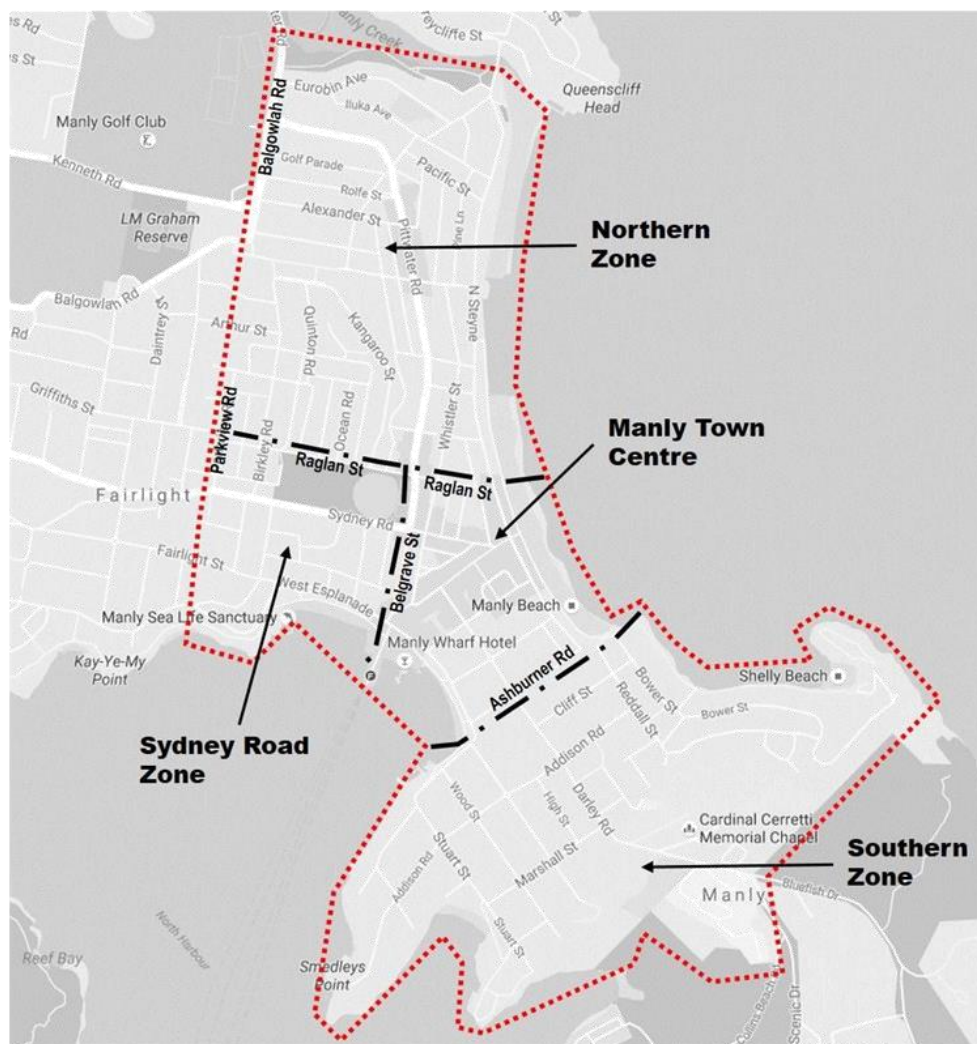 Manly Creek
Greycliffe St
Queenscliff
Head
Eurobin Ave
Iluka Ave
Manly Golf Club
Balgowlah Rd
Kenneth Rd
Golf Parade
Pacific St
Rolfe St
LM Graham
Reserve
Alexander St
Pine Ln
Pittwater Rd
Northern
Zone
Balgowlah Rd
Rd
Daintrey St
Arthur St
Quinton Rd
Kangaroo St
N Steyne
Griffiths St
Parkview Rd
Birkley Rd
Ocean Rd
Whistler St
Manly Town
Centre
Raglan St
Raglan St
Fairlight
Sydney Rd
Belgrave St
Fairlight St
West Esplanade
Manly Beach
Manly Sea Life Sanctuary
Manly Wharf Hotel
Kay-Ye-My
Point
Ashburner Rd
Shelly Beach
Cliff St
Bower St
Reddall St
Bower St
Sydney Road
Zone
Addison Rd
Wood St
High St
Darley Rd
Cardinal Cerretti
Memorial Chapel
Stuart St
Marshall St
Addison Rd
Southern
Zone
Manly
Bluefish Dr
North Harbour
Stuart St
Reef Bay
Smedleys
Point
Collins Beach Rd
Scenic Dr